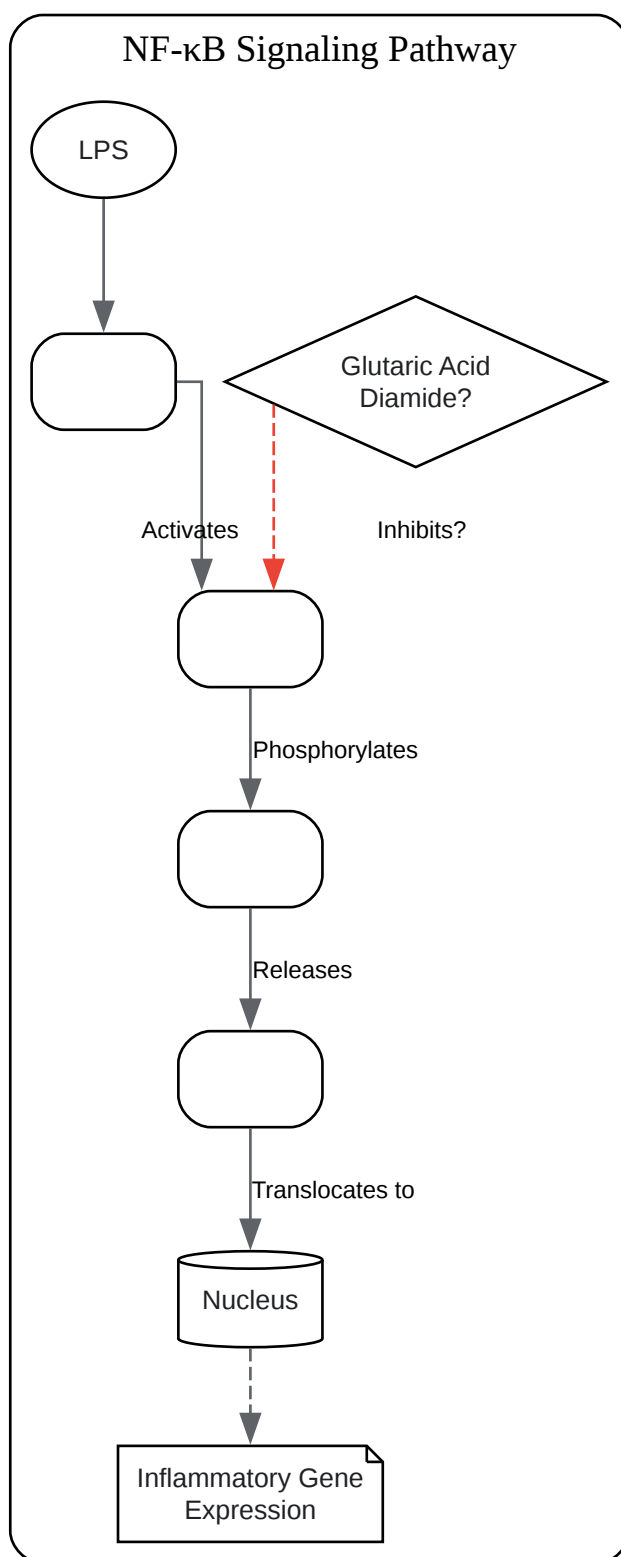 NF-κB Signaling Pathway
LPS
Glutaric Acid
Diamide?
Activates
Inhibits?
Phosphorylates
Releases
Translocates to
Nucleus
Inflammatory Gene
Expression